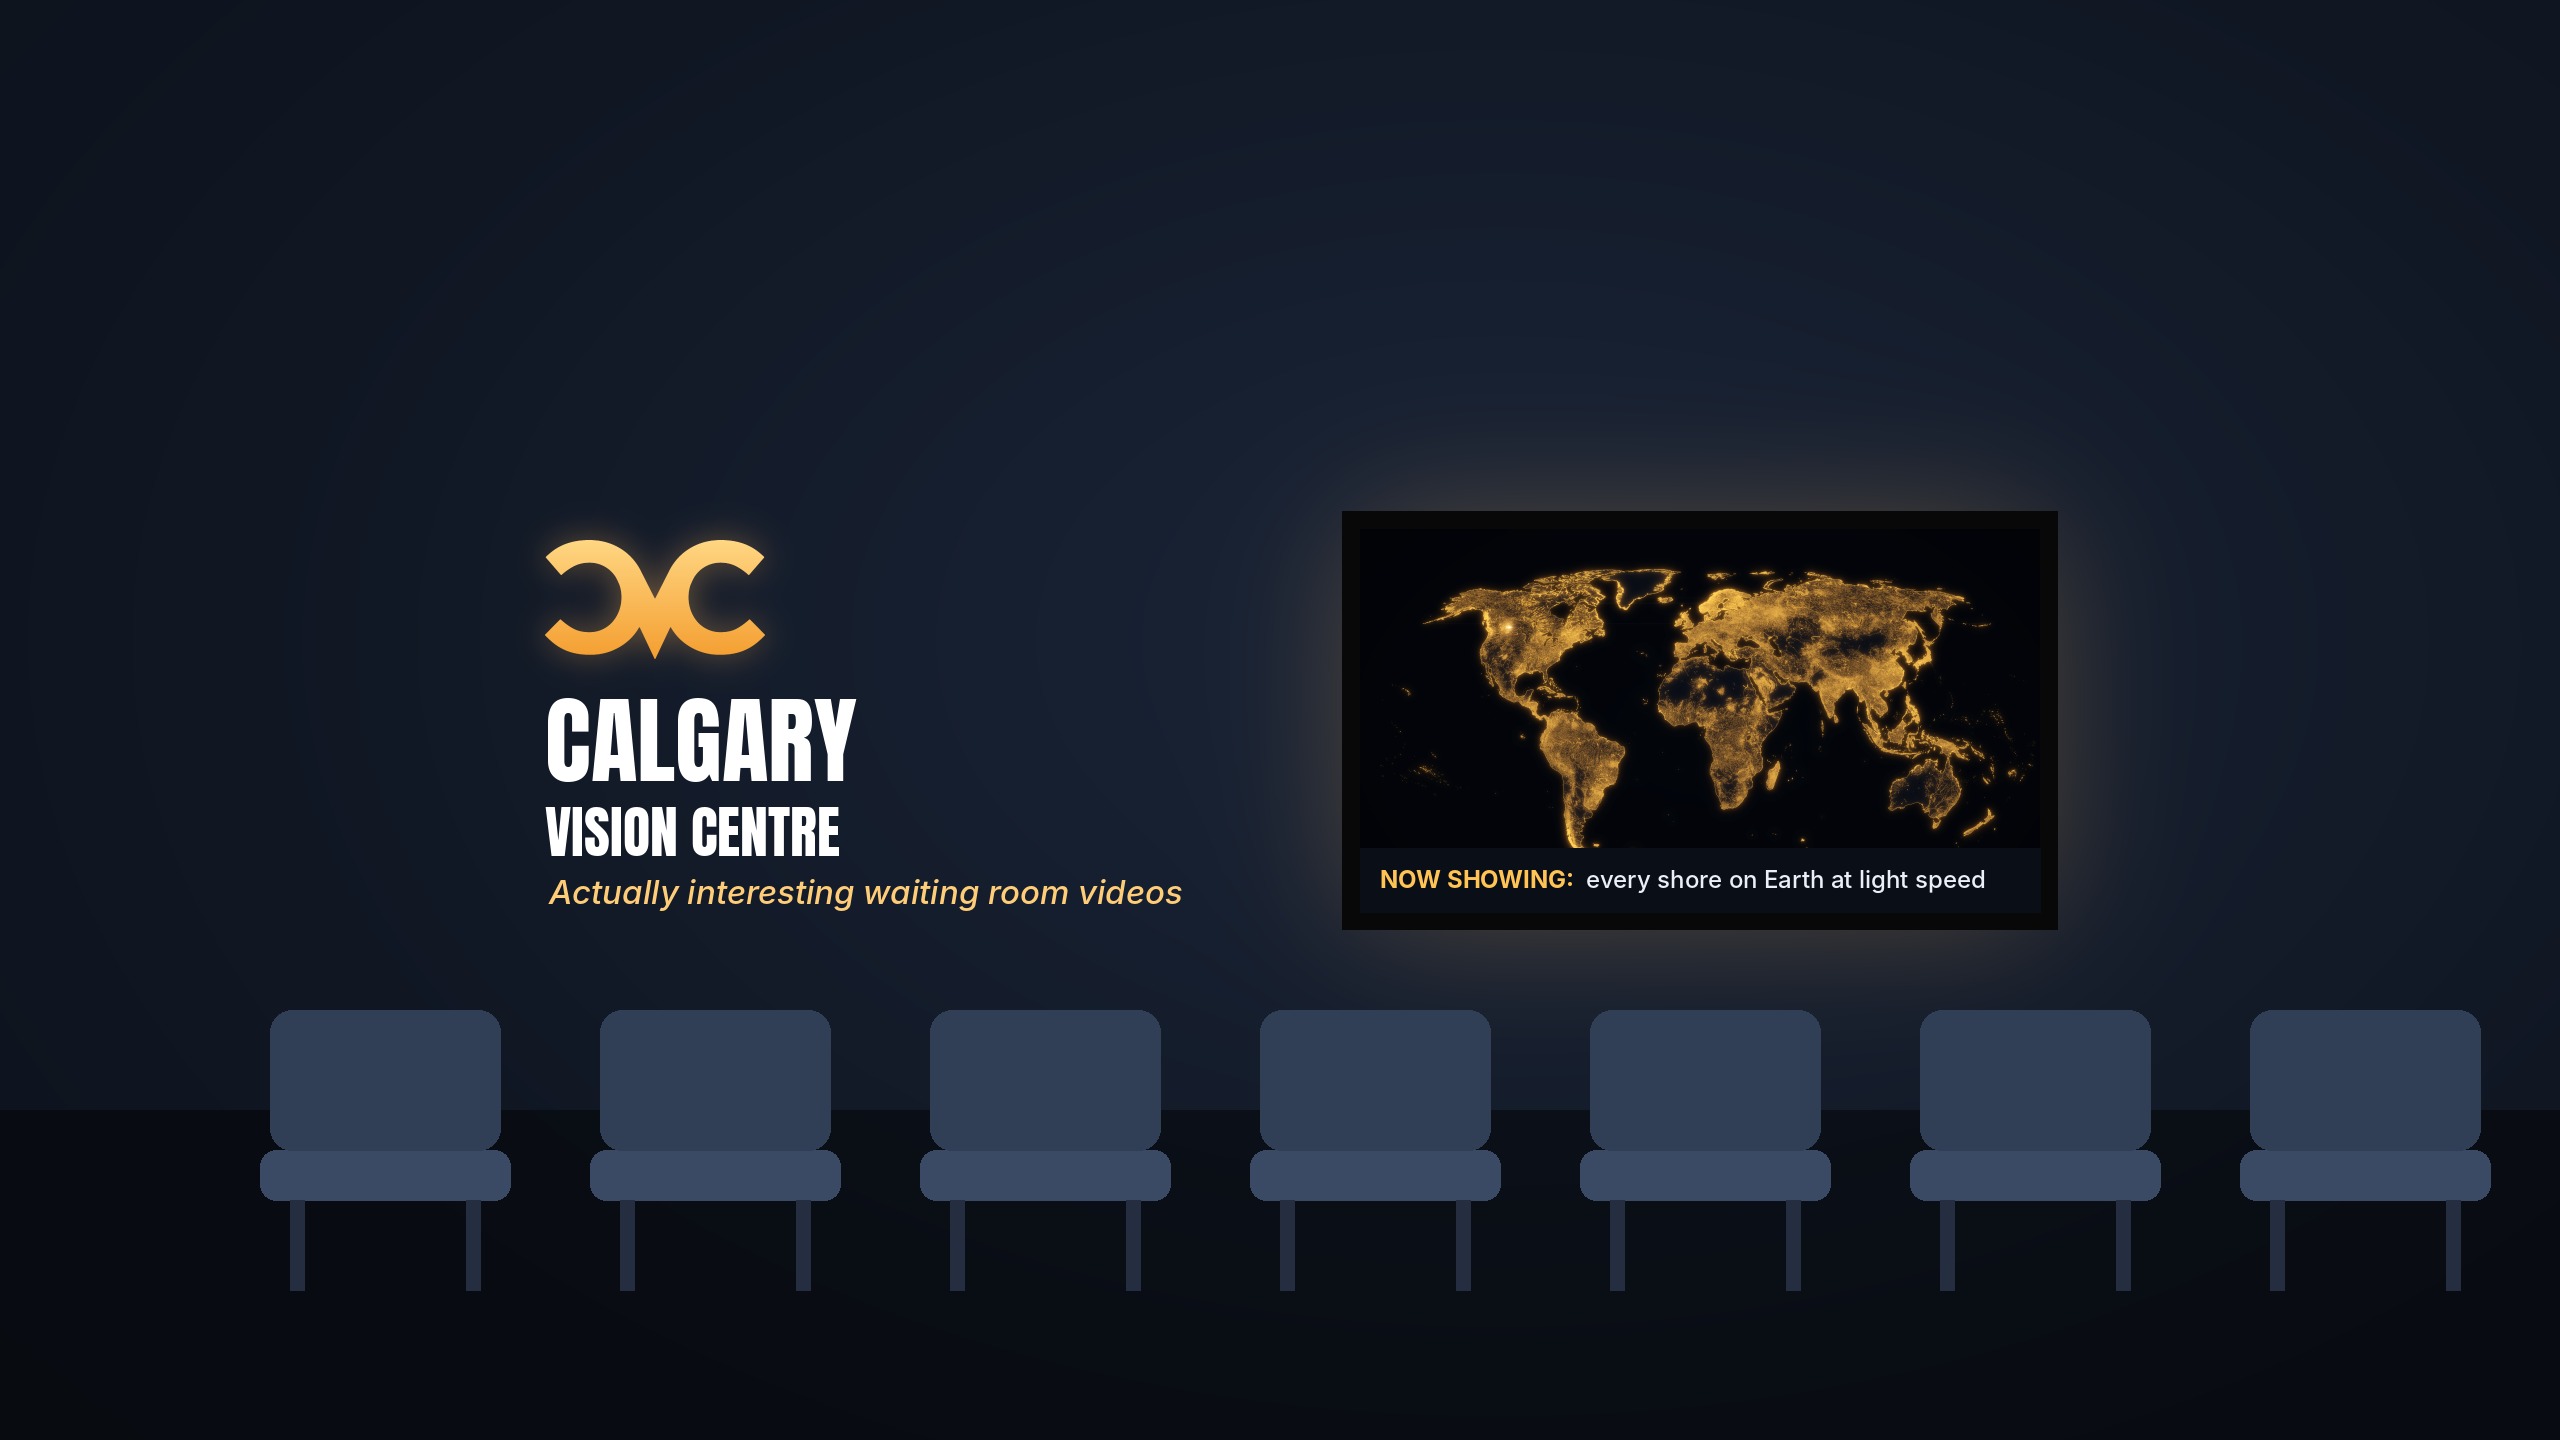 CALGARY
VISION CENTRE
Actually interesting waiting room videos
NOW SHOWING: every shore on Earth at light speed